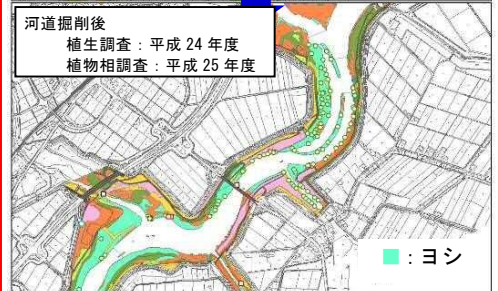 河道掘削後
植生調査：平成 24 年度
植物相調査：平成 25 年度
：ヨシ